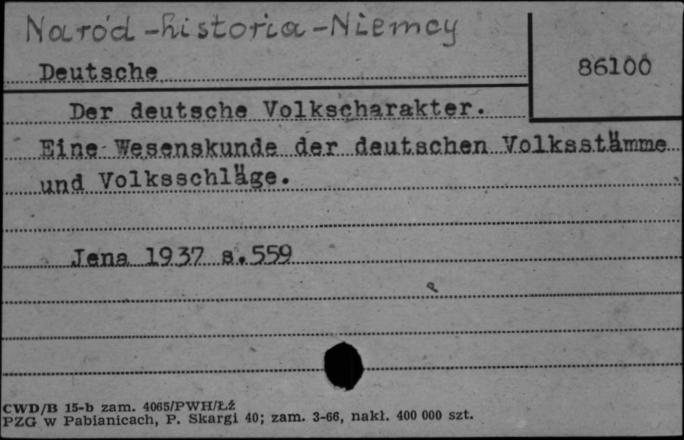 Naród - historia - Niemcy
Deutsche
86100
Der deutsche Volkscharakter.
Eine Wesenskunde der deutschen Volksstämme
und Volksschläge.
Jena 1937 s.559
CWD/B 15-b zam. 4065/PWH/Łź
PZG w Pabianicach, P. Skargi 40; zam. 3-66, nakł. 400 000 szt.